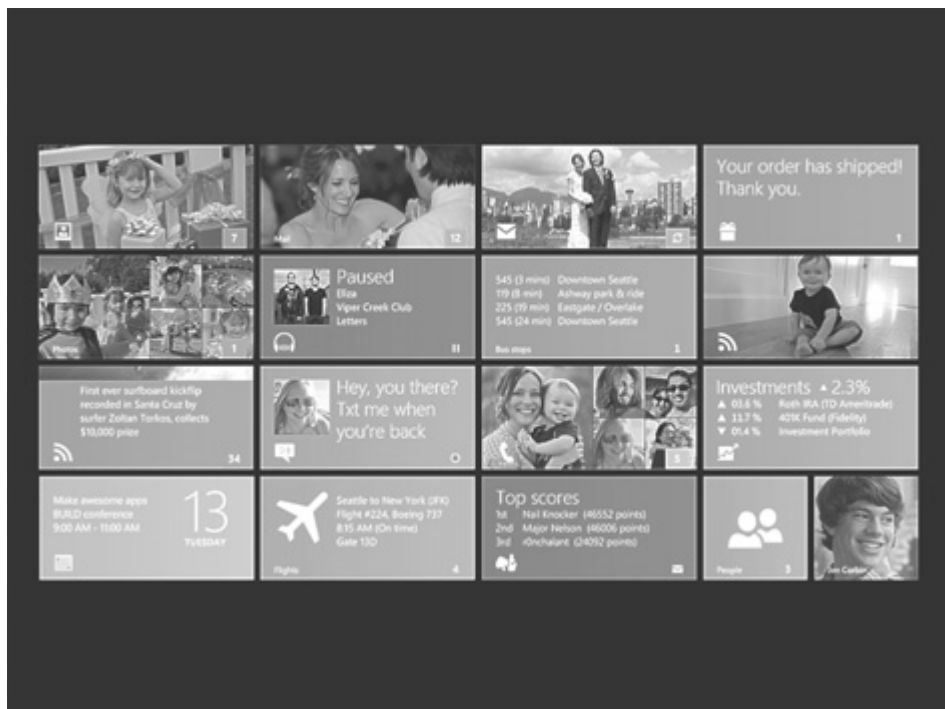 7
Mail
12
Your order has shipped!
Thank you.
1
Photos
1
Paused
Eliza
Viper Creek Club
Letters
545 (3 mins) Downtown Seattle
119 (8 min) Ashway park & ride
225 (19 min) Eastgate / Overlake
545 (24 min) Downtown Seattle
Bus stops
1
First ever surfboard kickflip
recorded in Santa Cruz by
surfer Zoltan Torkos, collects
$10,000 prize
34
Hey, you there?
Txt me when
you're back
5
Investments ▲ 2.3%
▲ 03.6 % Roth IRA (TD Ameritrade)
▲ 11.7 % 401K Fund (Fidelity)
▼ 01.4 % Investment Portfolio
Make awesome apps
BUILD conference
9:00 AM - 11:00 AM
13
TUESDAY
Seattle to New York (JFK)
Flight #224, Boeing 737
8:15 AM (On time)
Gate 13D
Flights
4
Top scores
1st Nail Knocker (46552 points)
2nd Major Nelson (46006 points)
3rd r0nchalant (24092 points)
People
3
Jim Corbin